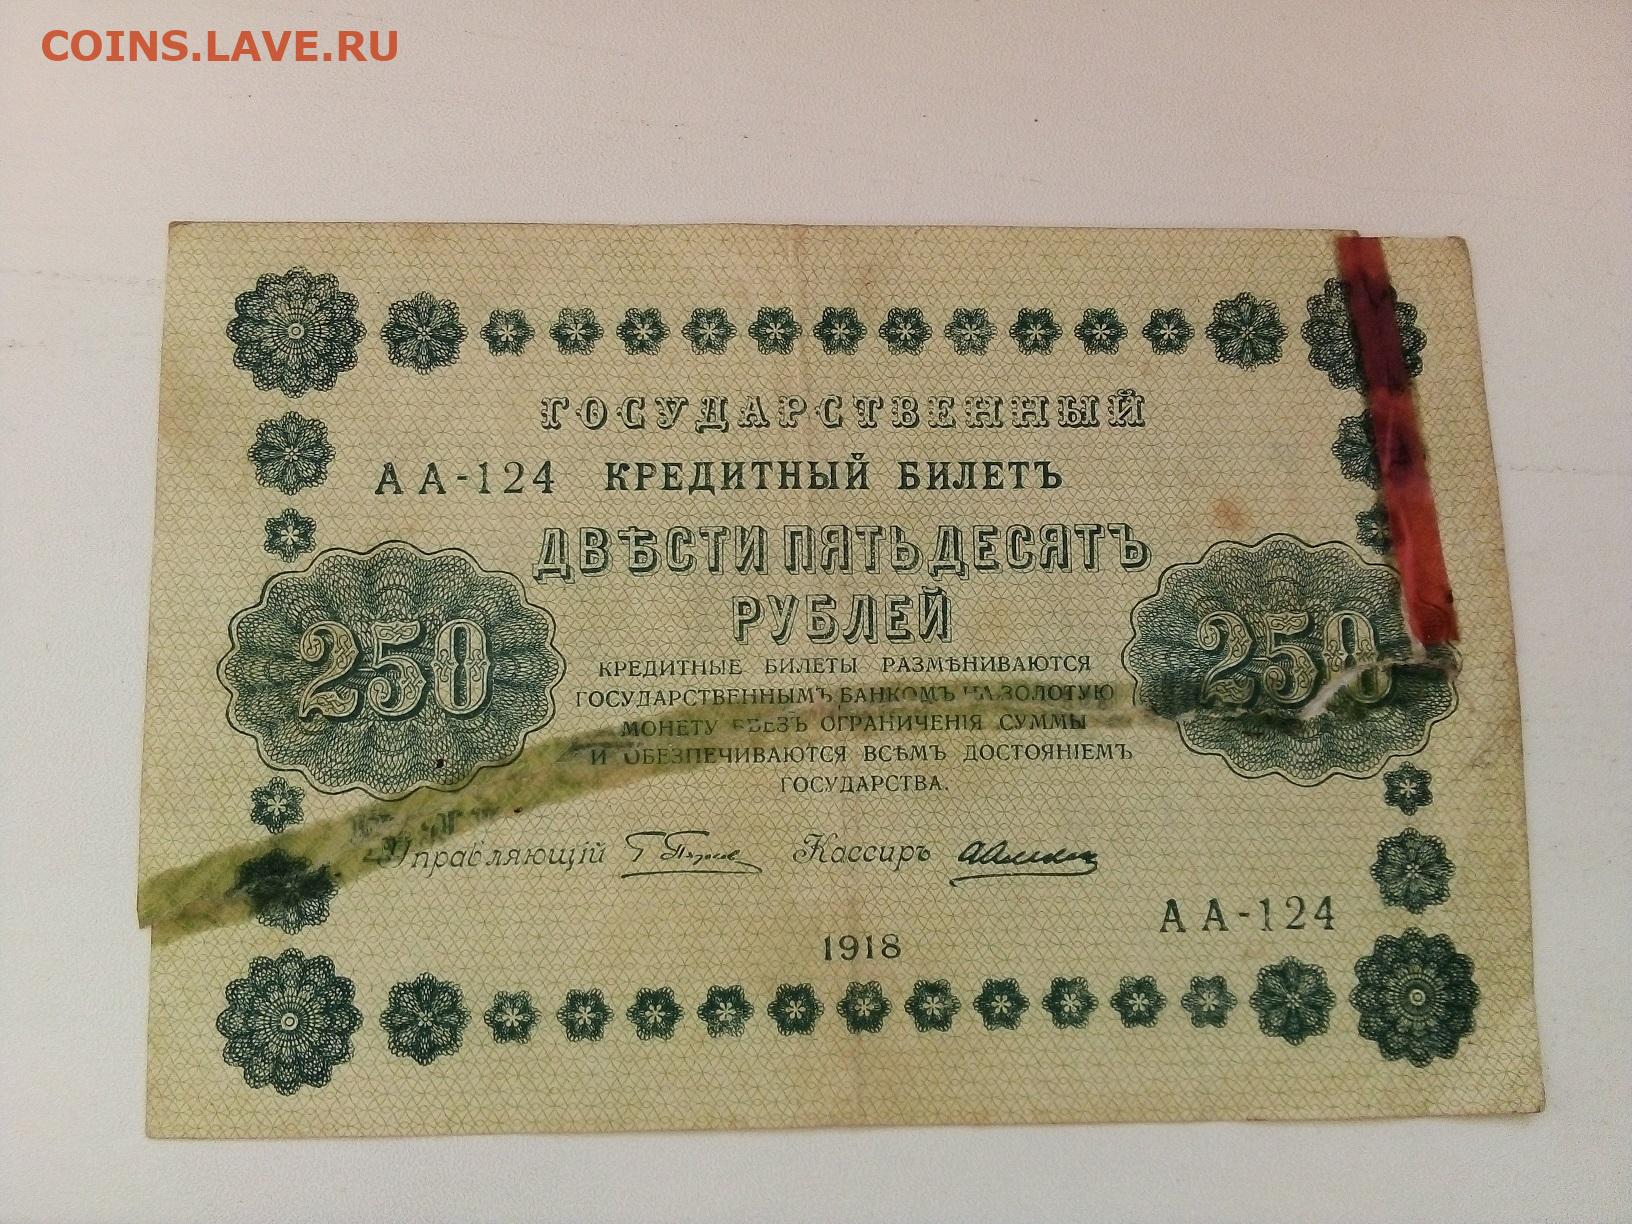 COINS.LAVE.RU
ГОСУДАРСТВЕННЫЙ
АА-124 КРЕДИТНЫЙ БИЛЕТЪ
ДВѢСТИ ПЯТЬДЕСЯТЪ
РУБЛЕЙ
250
250
КРЕДИТНЫЕ БИЛЕТЫ РАЗМѢНИВАЮТСЯ
ГОСУДАРСТВЕННЫМЪ БАНКОМЪ НА ЗОЛОТУЮ
МОНЕТУ БЕЗЪ ОГРАНИЧЕНІЯ СУММЫ
И ОБЕЗПЕЧИВАЮТСЯ ВСѢМЪ ДОСТОЯНІЕМЪ
ГОСУДАРСТВА.
Управляющій Кассиръ
АА-124
1918